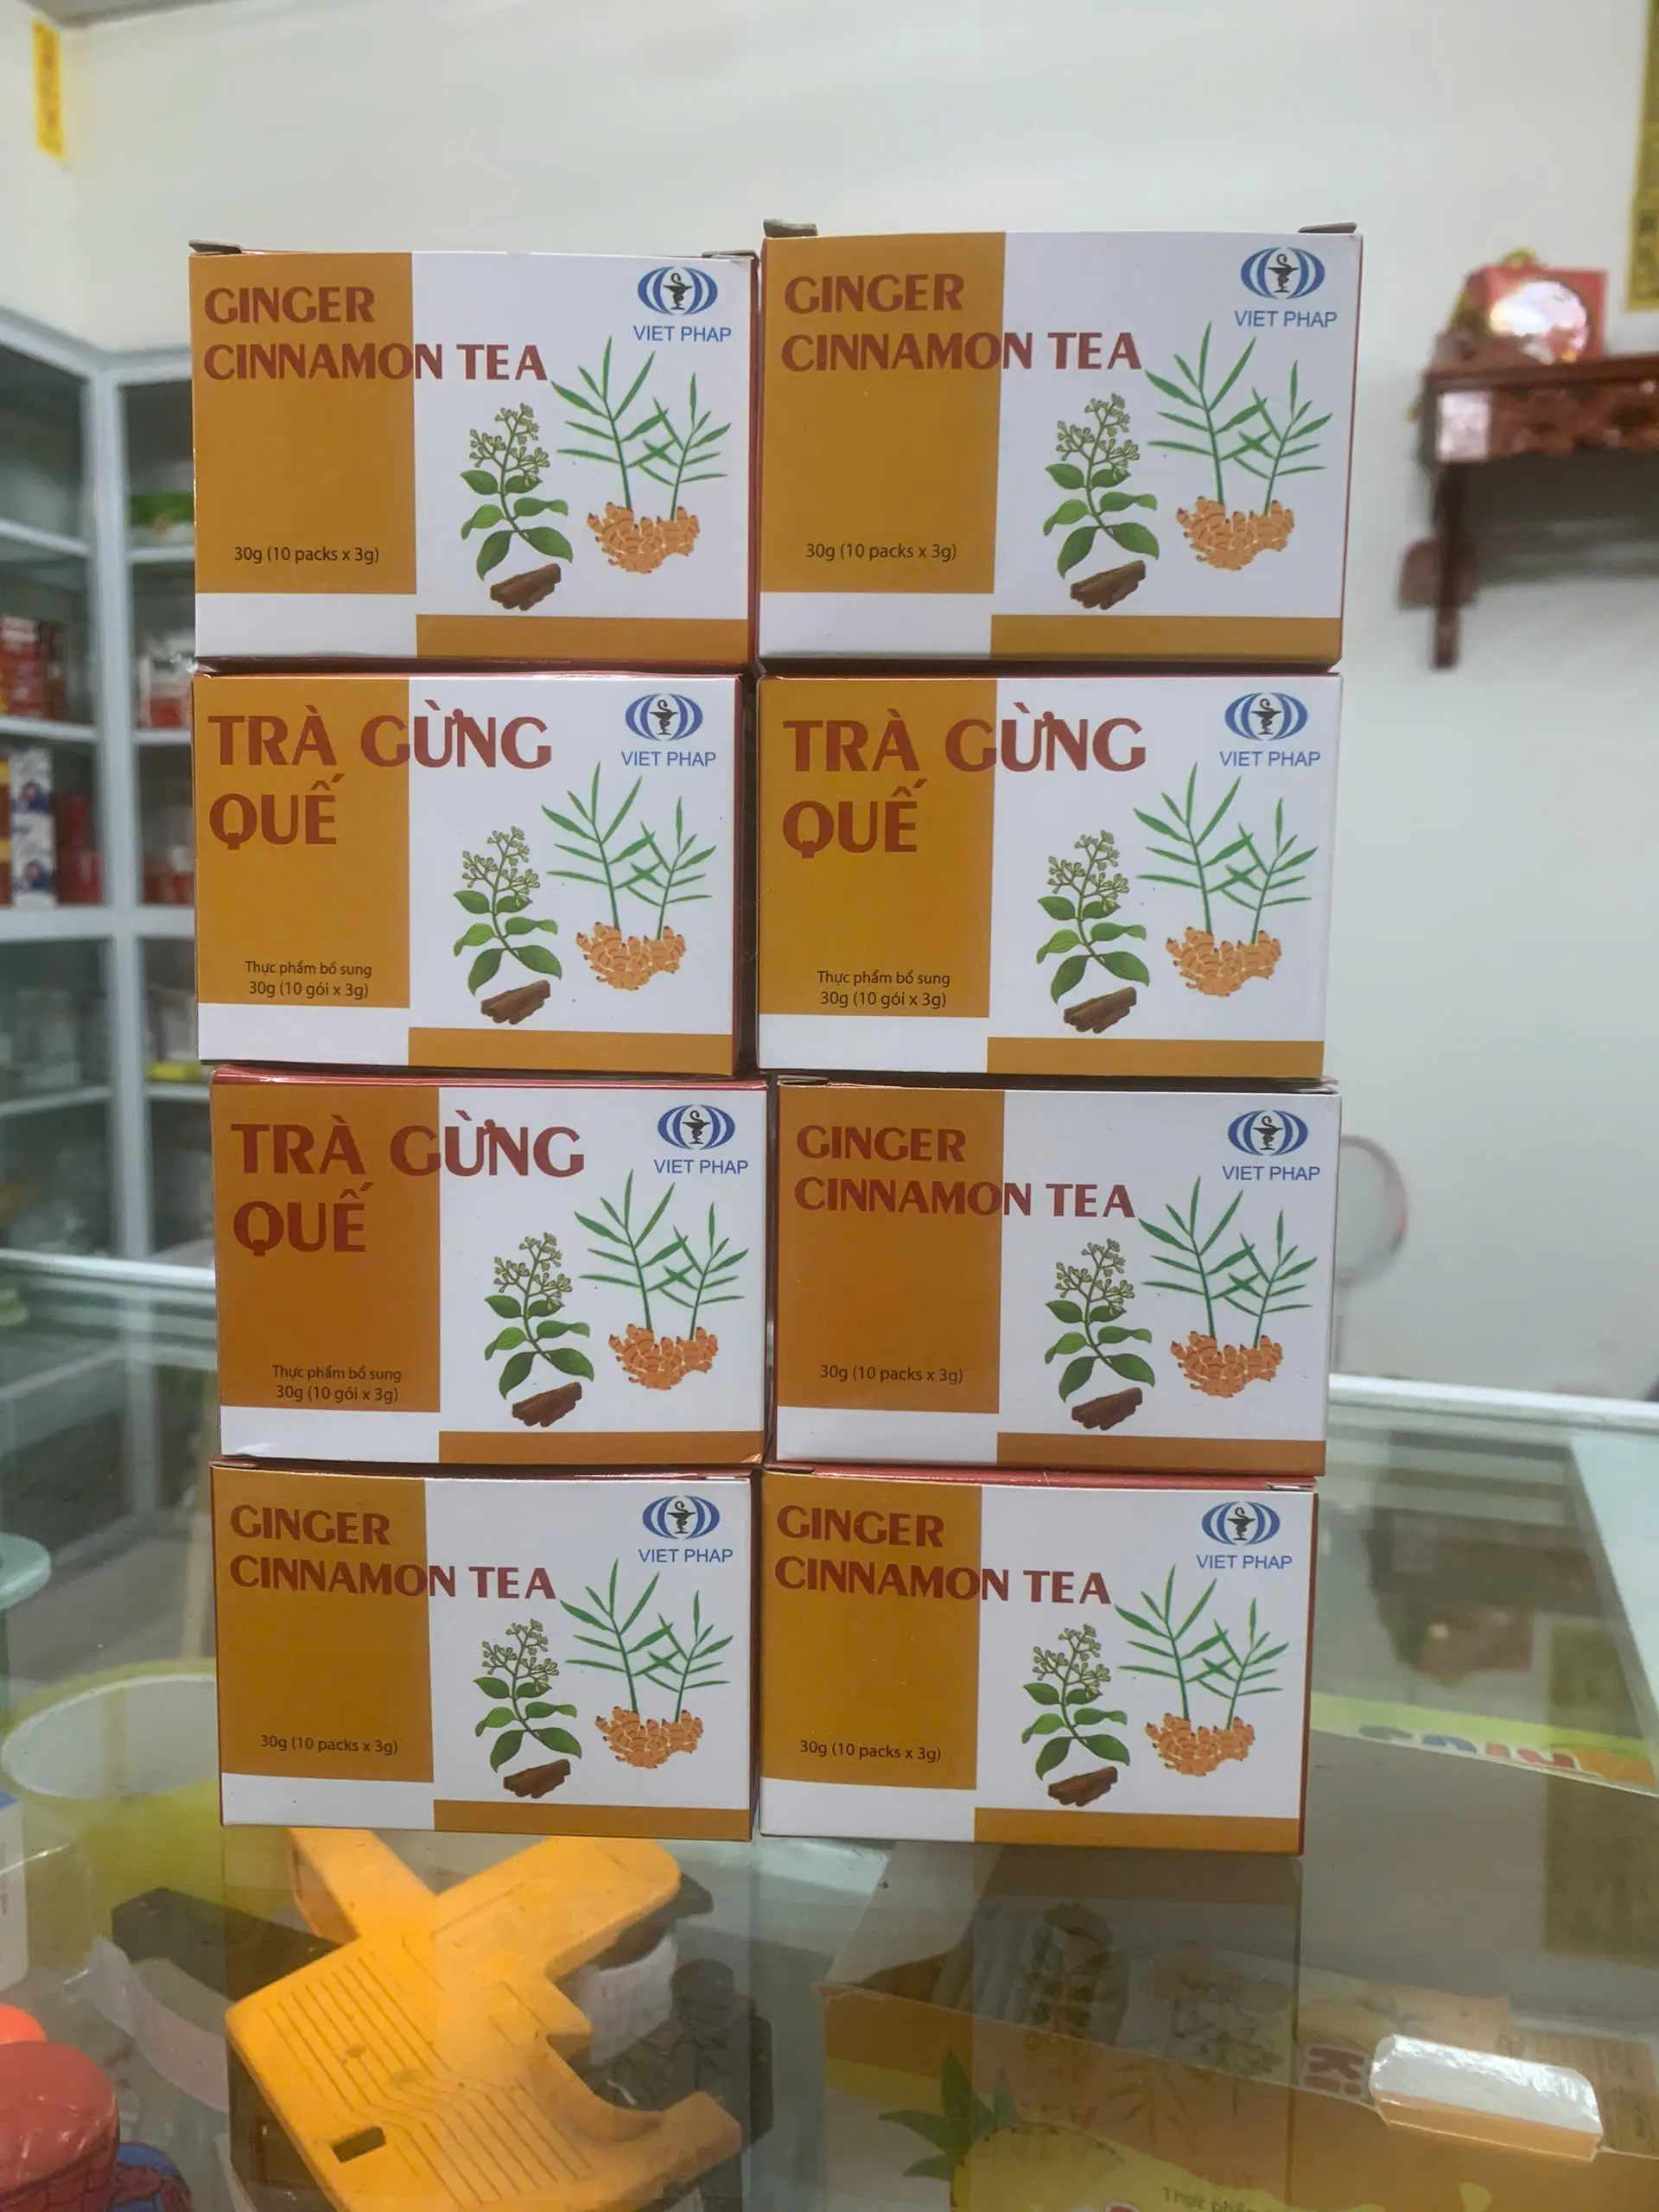 GINGER
CINNAMON TEA
VIET PHAP
30g (10 packs x 3g)
GINGER
CINNAMON TEA
VIET PHAP
30g (10 packs x 3g)
TRÀ GỪNG
QUẾ
VIET PHAP
Thực phẩm bổ sung
30g (10 gói x 3g)
TRÀ GỪNG
QUẾ
VIET PHAP
Thực phẩm bổ sung
30g (10 gói x 3g)
TRÀ GỪNG
QUẾ
VIET PHAP
Thực phẩm bổ sung
30g (10 gói x 3g)
GINGER
CINNAMON TEA
VIET PHAP
30g (10 packs x 3g)
GINGER
CINNAMON TEA
VIET PHAP
30g (10 packs x 3g)
GINGER
CINNAMON TEA
VIET PHAP
30g (10 packs x 3g)